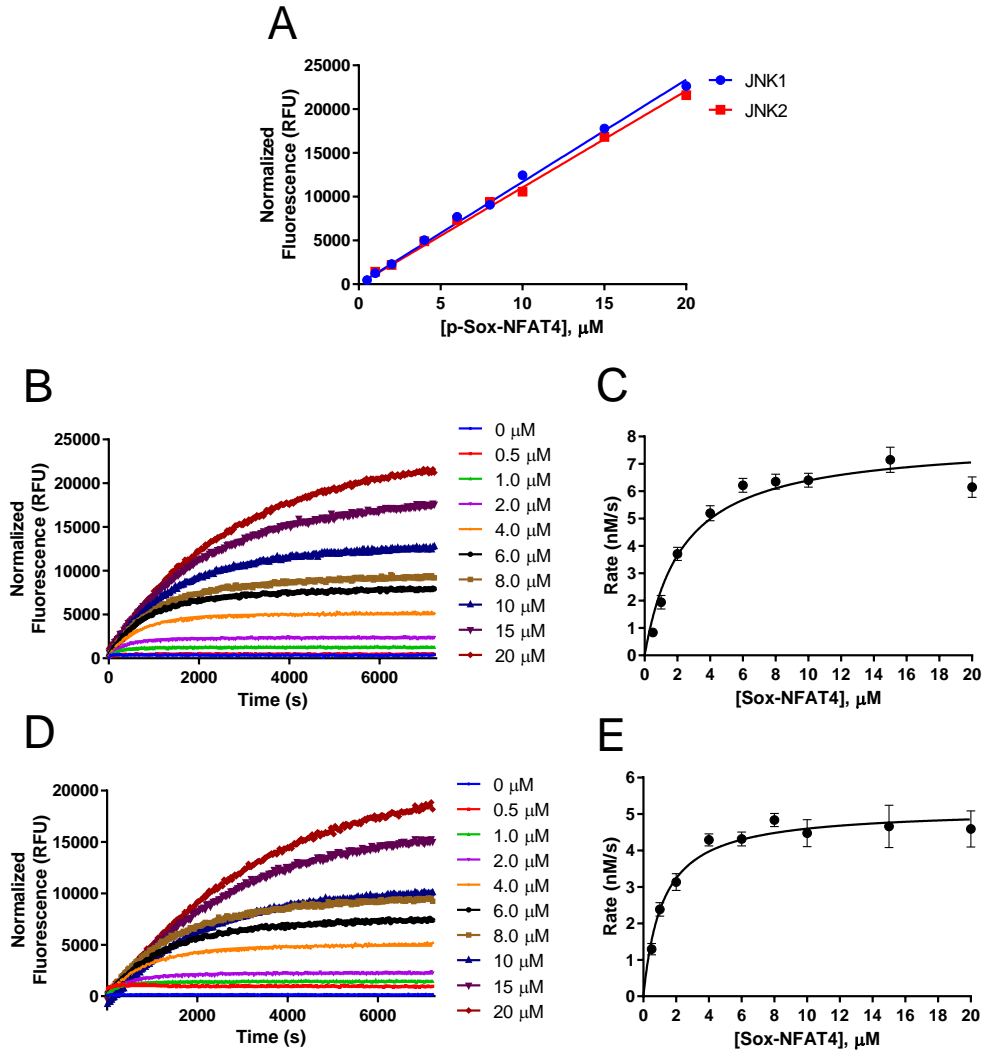 A
25000
20000
15000
10000
5000
0
Normalized
Fluorescence (RFU)
0 5 10 15 20
[p-Sox-NFAT4], μM
JNK1
JNK2
B
25000
20000
15000
10000
5000
0
Normalized
Fluorescence (RFU)
0 2000 4000 6000
Time (s)
0 μM
0.5 μM
1.0 μM
2.0 μM
4.0 μM
6.0 μM
8.0 μM
10 μM
15 μM
20 μM
C
8
7
6
5
4
3
2
1
0
Rate (nM/s)
0 2 4 6 8 10 12 14 16 18 20
[Sox-NFAT4], μM
D
20000
15000
10000
5000
0
Normalized
Fluorescence (RFU)
2000 4000 6000
Time (s)
0 μM
0.5 μM
1.0 μM
2.0 μM
4.0 μM
6.0 μM
8.0 μM
10 μM
15 μM
20 μM
E
6
5
4
3
2
1
0
Rate (nM/s)
0 2 4 6 8 10 12 14 16 18 20
[Sox-NFAT4], μM